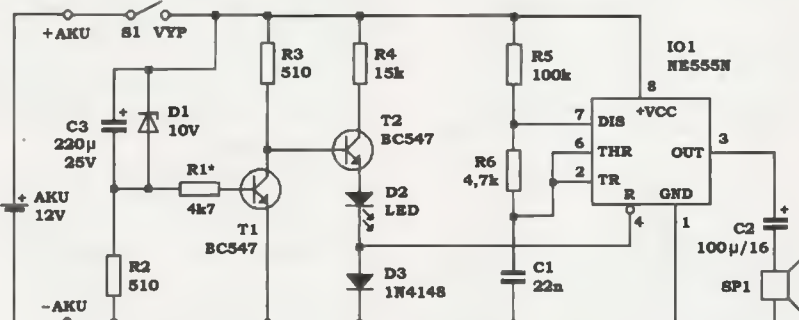 +AKU
S1 VYP
R3
510
R4
15k
R5
100k
IO1
NE555N
8
+VCC
7
DIS
6
THR
2
TR
OUT
3
R
GND
4
1
C3
220µ
25V
+
D1
10V
T2
BC547
R1*
4k7
R6
4,7k
+ AKU
12V
D2
LED
T1
BC547
+
C2
100µ/16
R2
510
D3
1N4148
C1
22n
SP1
-AKU